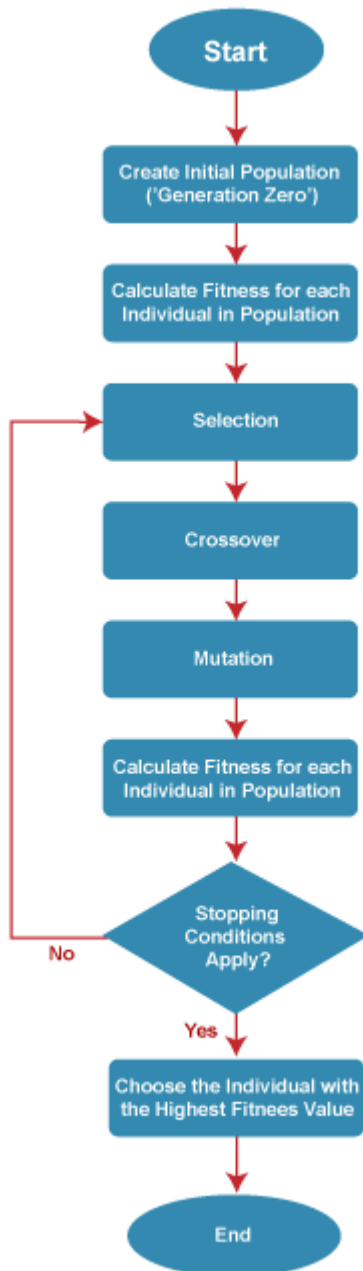 Start
Create Initial Population
('Generation Zero')
Calculate Fitness for each
Individual in Population
Selection
Crossover
Mutation
Calculate Fitness for each
Individual in Population
Stopping
Conditions
Apply?
No
Yes
Choose the Individual with
the Highest Fitnees Value
End